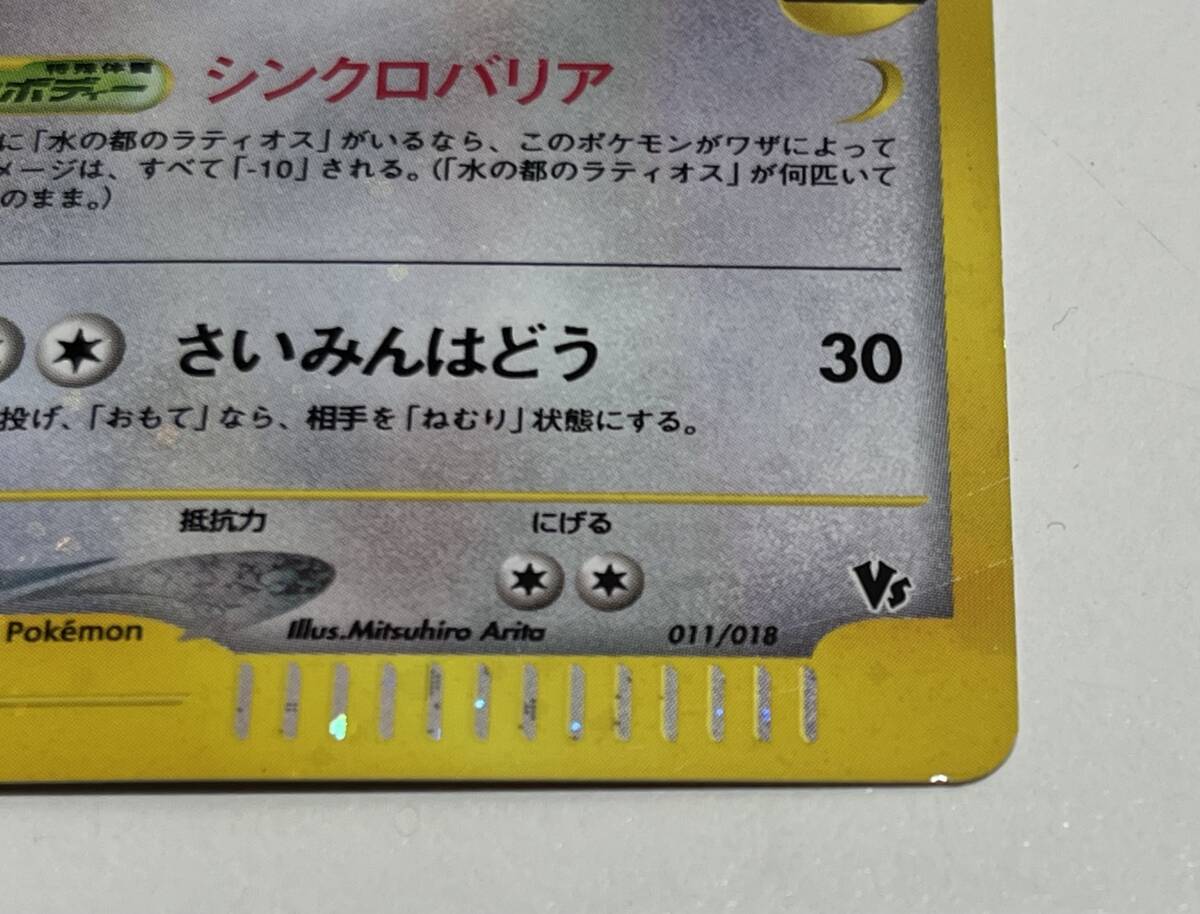 特殊体質
ボディー
シンクロバリア
に「水の都のラティオス」がいるなら、このポケモンがワザによって
メージは、すべて「-10」される。(「水の都のラティオス」が何匹いて
のまま。)
さいみんはどう 30
投げ、「おもて」なら、相手を「ねむり」状態にする。
抵抗力 にげる
Vs
Pokémon Illus.Mitsuhiro Arita 011/018